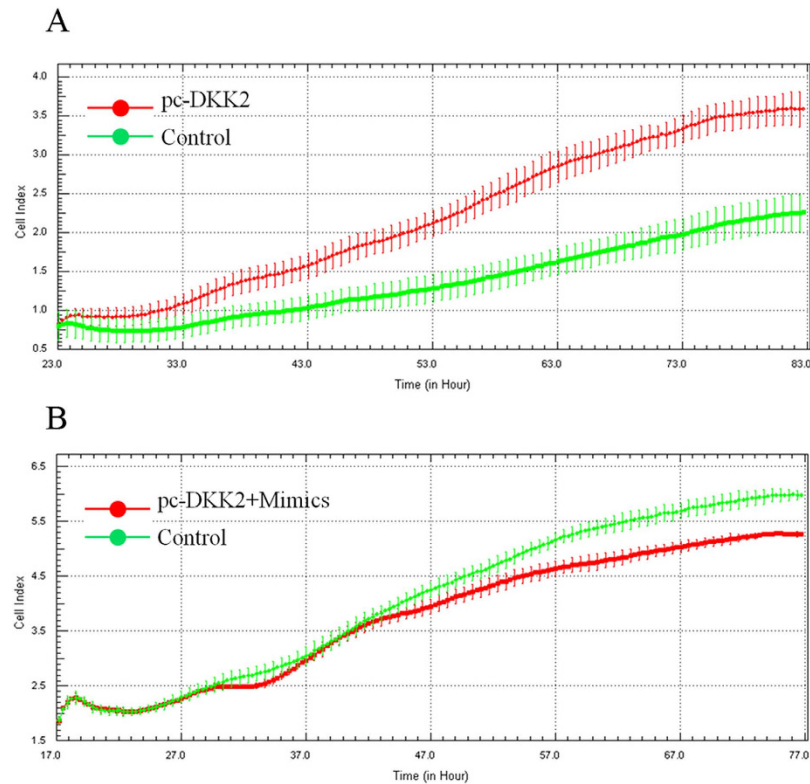 A
4.0
3.5
3.0
2.5
2.0
1.5
1.0
0.5
Cell Index
pc-DKK2
Control
23.0 33.0 43.0 53.0 63.0 73.0 83.0
Time (in Hour)
B
6.5
5.5
4.5
3.5
2.5
1.5
Cell Index
pc-DKK2+Mimics
Control
17.0 27.0 37.0 47.0 57.0 67.0 77.0
Time (in Hour)